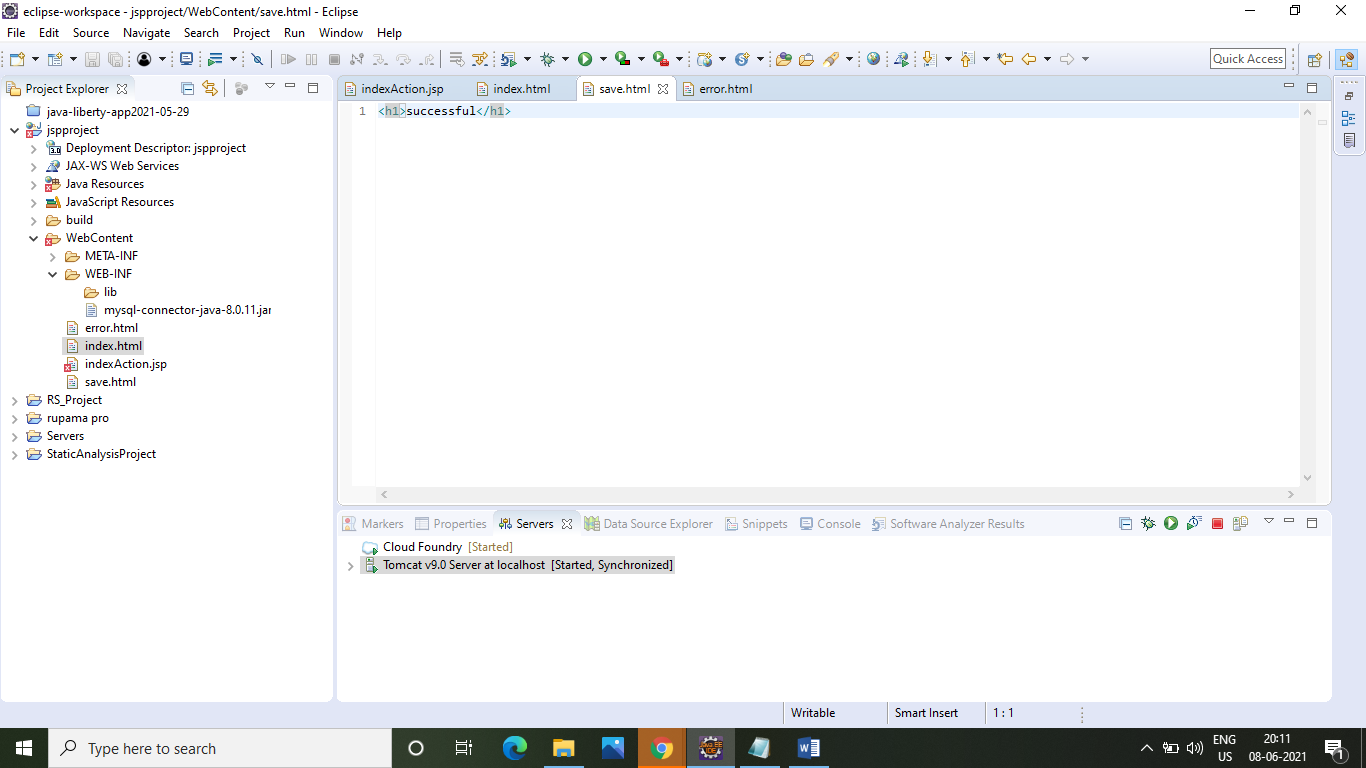 eclipse-workspace - jspproject/WebContent/save.html - Eclipse
File Edit Source Navigate Search Project Run Window Help
Quick Access
Project Explorer
java-liberty-app2021-05-29
jspproject
Deployment Descriptor: jspproject
JAX-WS Web Services
Java Resources
JavaScript Resources
build
WebContent
META-INF
WEB-INF
lib
mysql-connector-java-8.0.11.jar
error.html
index.html
indexAction.jsp
save.html
RS_Project
rupama pro
Servers
StaticAnalysisProject
indexAction.jsp index.html save.html error.html
1 <h1>successful</h1>
Markers Properties Servers Data Source Explorer Snippets Console Software Analyzer Results
Cloud Foundry [Started]
Tomcat v9.0 Server at localhost [Started, Synchronized]
Writable Smart Insert 1 : 1
Type here to search
ENG
US
20:11
08-06-2021
1